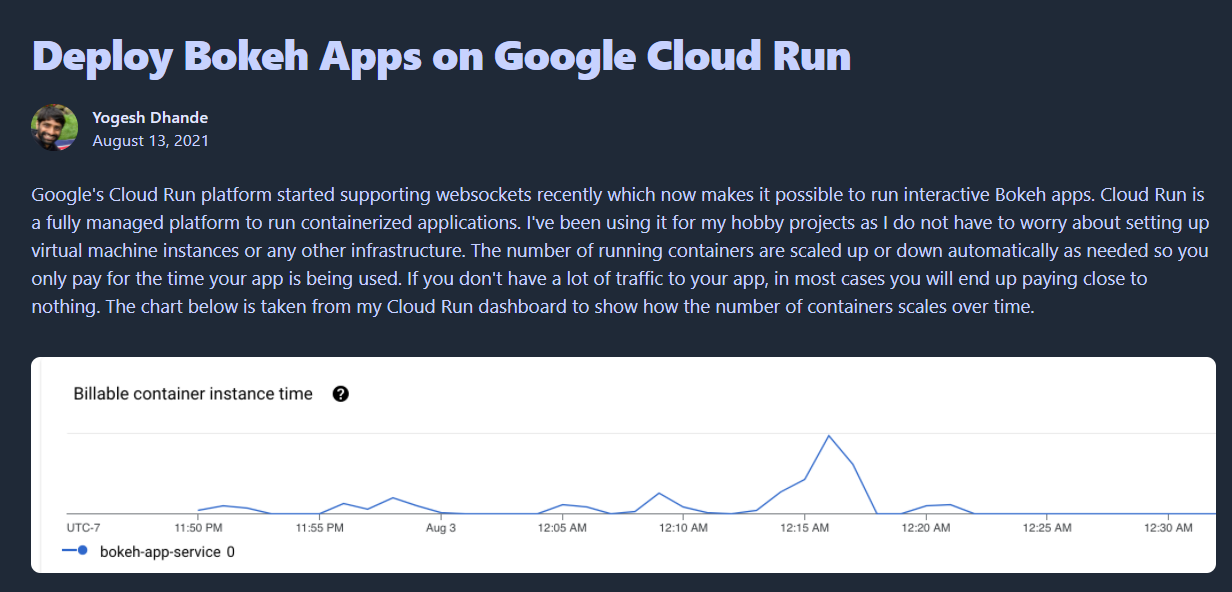 Deploy Bokeh Apps on Google Cloud Run
Yogesh Dhande
August 13, 2021
Google's Cloud Run platform started supporting websockets recently which now makes it possible to run interactive Bokeh apps. Cloud Run is
a fully managed platform to run containerized applications. I've been using it for my hobby projects as I do not have to worry about setting up
virtual machine instances or any other infrastructure. The number of running containers are scaled up or down automatically as needed so you
only pay for the time your app is being used. If you don't have a lot of traffic to your app, in most cases you will end up paying close to
nothing. The chart below is taken from my Cloud Run dashboard to show how the number of containers scales over time.
Billable container instance time ?
UTC-7 11:50 PM 11:55 PM Aug 3 12:05 AM 12:10 AM 12:15 AM 12:20 AM 12:25 AM 12:30 AM
bokeh-app-service 0